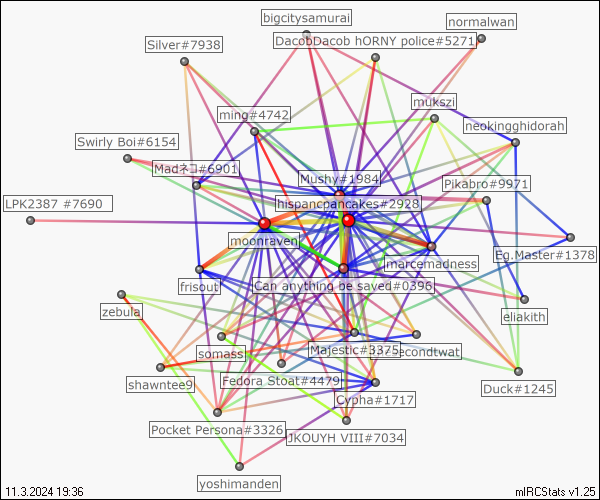 bigcitysamurai
normalwan
Silver#7938
DacobDacob hORNY police#5271
mukszi
ming#4742
neokingghidorah
Swirly Boi#6154
Madネコ#6901
Mushy#1984
Pikabro#9971
LPK2387 #7690
hispancpancakes#2928
moonraven
marcemadness
Eg.Master#1378
frisout
Can anything be saved#0396
zebula
eliakith
somass
Majestic#3375
secondtwat
shawntee9
Fedora Stoat#4479
Duck#1245
Cypha#1717
Pocket Persona#3326
JKOUYH VIII#7034
yoshimanden
11.3.2024 19:36
mIRCStats v1.25